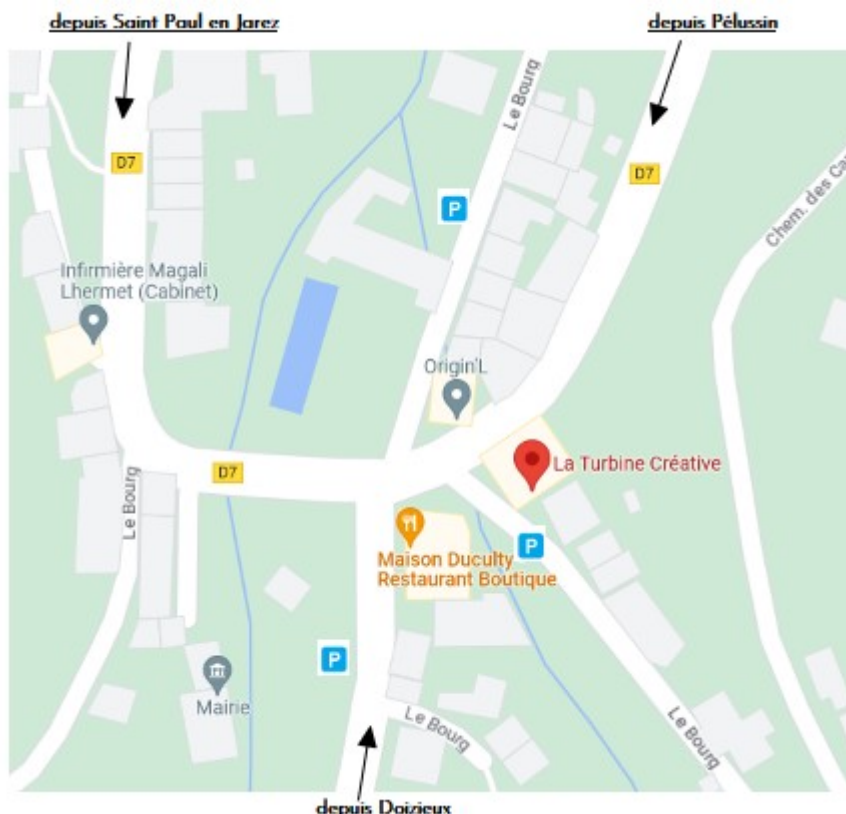 depuis Saint Paul en Jarez
depuis Pélussin
Le Bourg
D7
D7
P
Chem. des Cau
Infirmière Magali
Lhermet (Cabinet)
Origin'L
La Turbine Créative
D7
Le Bourg
Maison Duculty
Restaurant Boutique
P
P
Mairie
Le Bourg
Le Bourg
depuis Doizieux